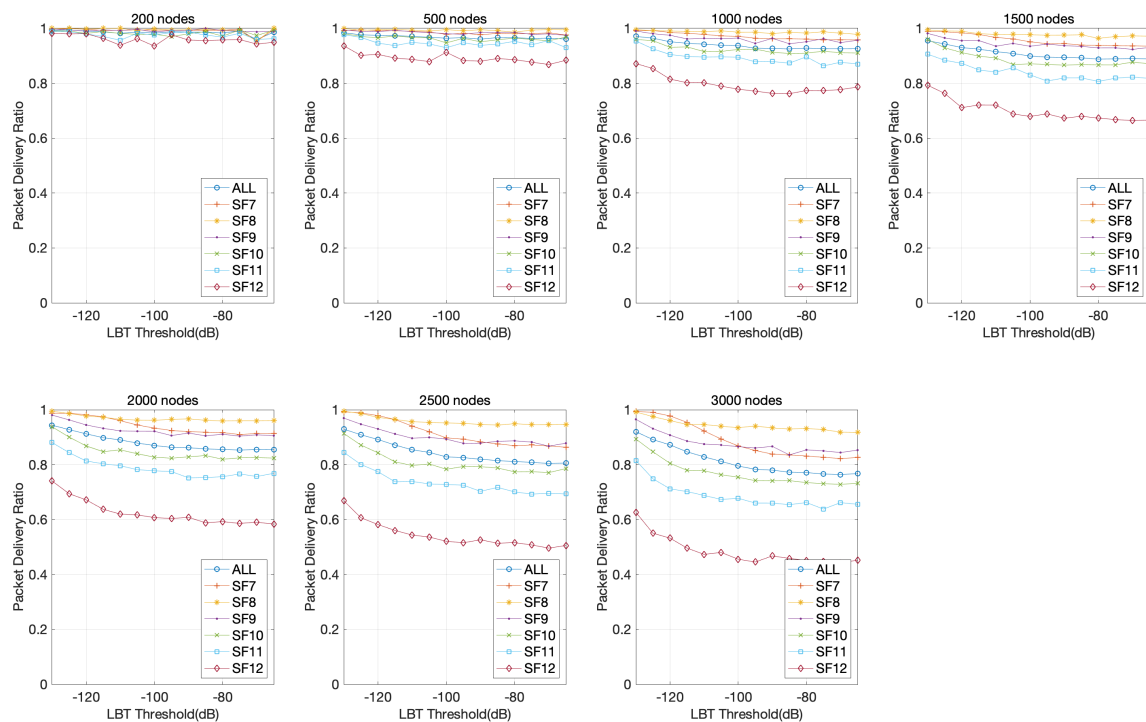 200 nodes
Packet Delivery Ratio
1
0.8
0.6
0.4
0.2
0
-120
-100
-80
LBT Threshold(dB)
ALL
SF7
SF8
SF9
SF10
SF11
SF12
500 nodes
Packet Delivery Ratio
1
0.8
0.6
0.4
0.2
0
-120
-100
-80
LBT Threshold(dB)
ALL
SF7
SF8
SF9
SF10
SF11
SF12
1000 nodes
Packet Delivery Ratio
1
0.8
0.6
0.4
0.2
0
-120
-100
-80
LBT Threshold(dB)
ALL
SF7
SF8
SF9
SF10
SF11
SF12
1500 nodes
Packet Delivery Ratio
1
0.8
0.6
0.4
0.2
0
-120
-100
-80
LBT Threshold(dB)
ALL
SF7
SF8
SF9
SF10
SF11
SF12
2000 nodes
Packet Delivery Ratio
1
0.8
0.6
0.4
0.2
0
-120
-100
-80
LBT Threshold(dB)
ALL
SF7
SF8
SF9
SF10
SF11
SF12
2500 nodes
Packet Delivery Ratio
1
0.8
0.6
0.4
0.2
0
-120
-100
-80
LBT Threshold(dB)
ALL
SF7
SF8
SF9
SF10
SF11
SF12
3000 nodes
Packet Delivery Ratio
1
0.8
0.6
0.4
0.2
0
-120
-100
-80
LBT Threshold(dB)
ALL
SF7
SF8
SF9
SF10
SF11
SF12